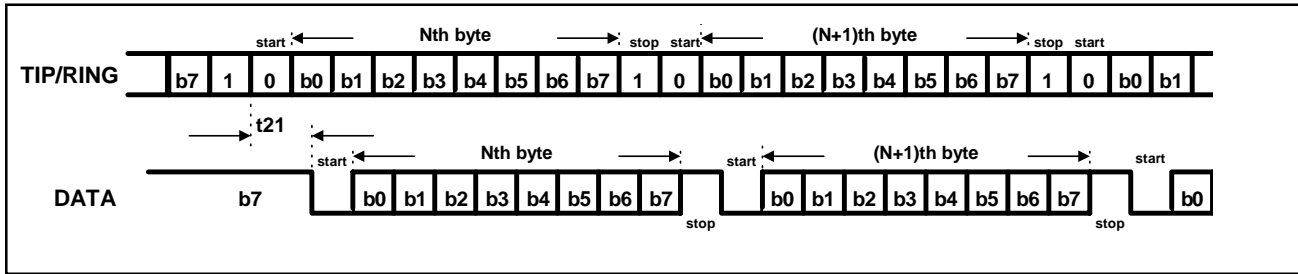 start Nth byte stop start (N+1)th byte stop start
TIP/RING b7 1 0 b0 b1 b2 b3 b4 b5 b6 b7 1 0 b0 b1 b2 b3 b4 b5 b6 b7 1 0 b0 b1
t21
start Nth byte start (N+1)th byte start
DATA b7 b0 b1 b2 b3 b4 b5 b6 b7 b0 b1 b2 b3 b4 b5 b6 b7 b0
stop stop